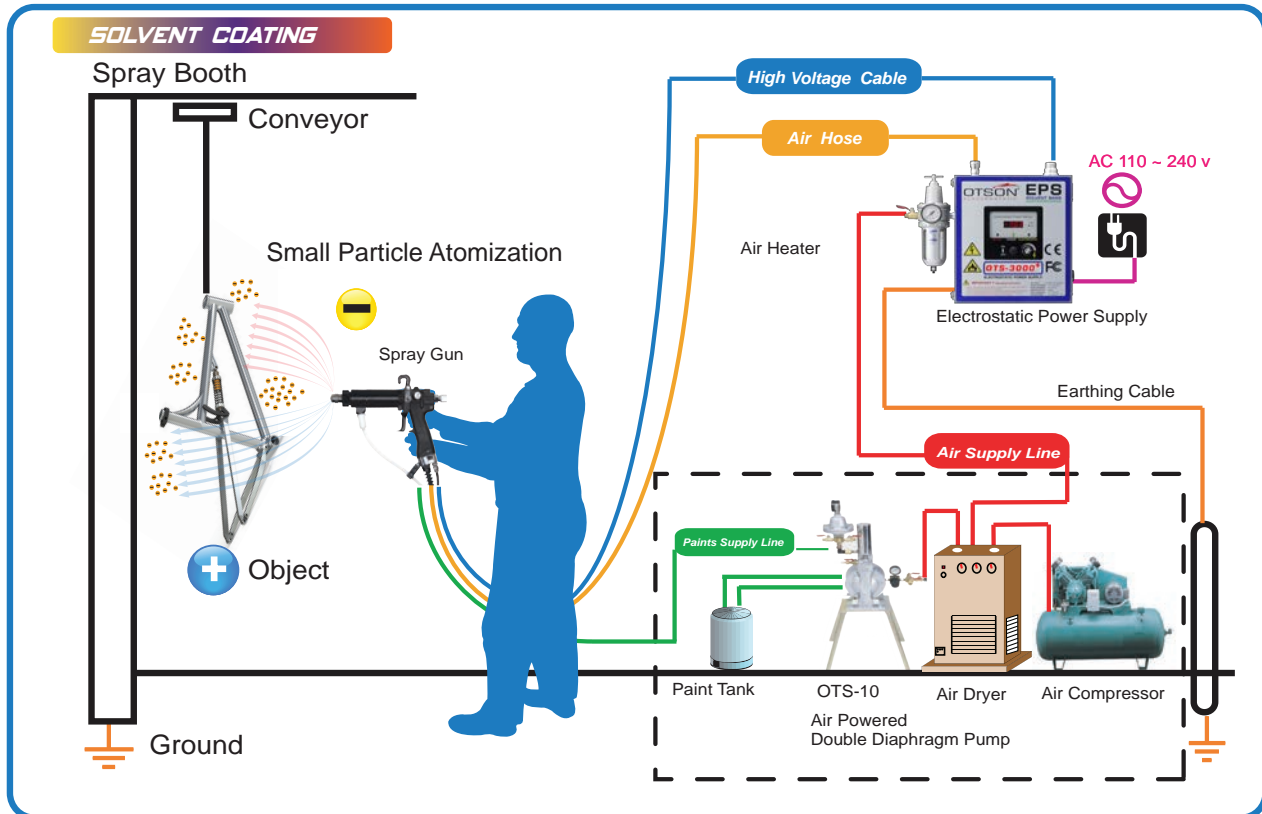 SOLVENT COATING
Spray Booth
Conveyor
High Voltage Cable
Air Hose
AC 110 ~ 240 v
OTSON EPS
OTS-3000
CE
FC
Air Heater
Electrostatic Power Supply
Small Particle Atomization
Spray Gun
Earthing Cable
Air Supply Line
Paints Supply Line
Object
Paint Tank
OTS-10
Air Powered
Double Diaphragm Pump
Air Dryer
Air Compressor
Ground